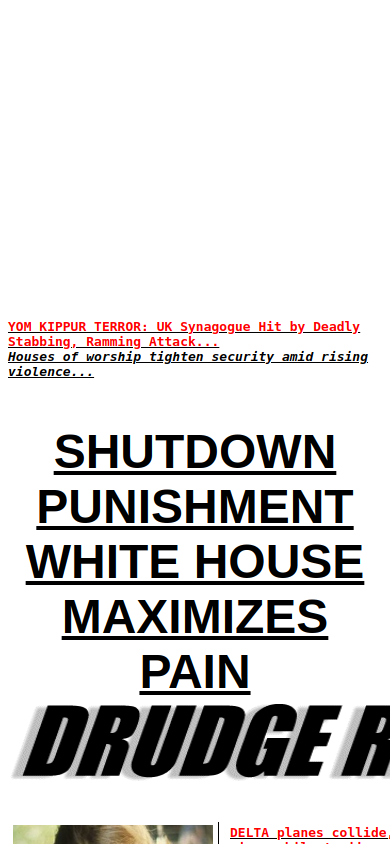 YOM KIPPUR TERROR: UK Synagogue Hit by Deadly
Stabbing, Ramming Attack...
Houses of worship tighten security amid rising
violence...
SHUTDOWN
PUNISHMENT
WHITE HOUSE
MAXIMIZES
PAIN
DRUDGE R
DELTA planes collide,